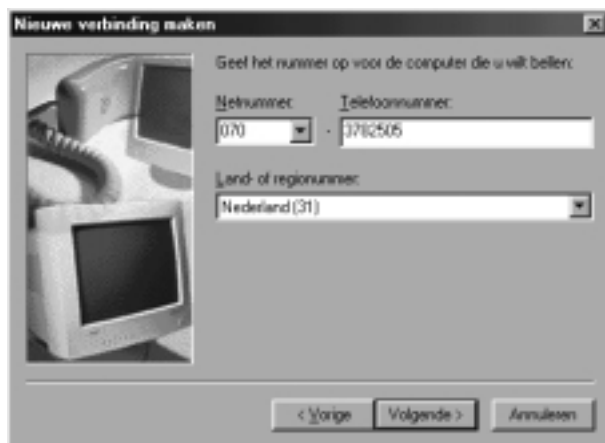 Nieuwe verbinding maken
Geef het nummer op voor de computer die u wilt bellen:
Netnummer: Telefoonnummer:
070 - 3782505
Land- of regionummer:
Nederland (31)
< Vorige Volgende > Annuleren